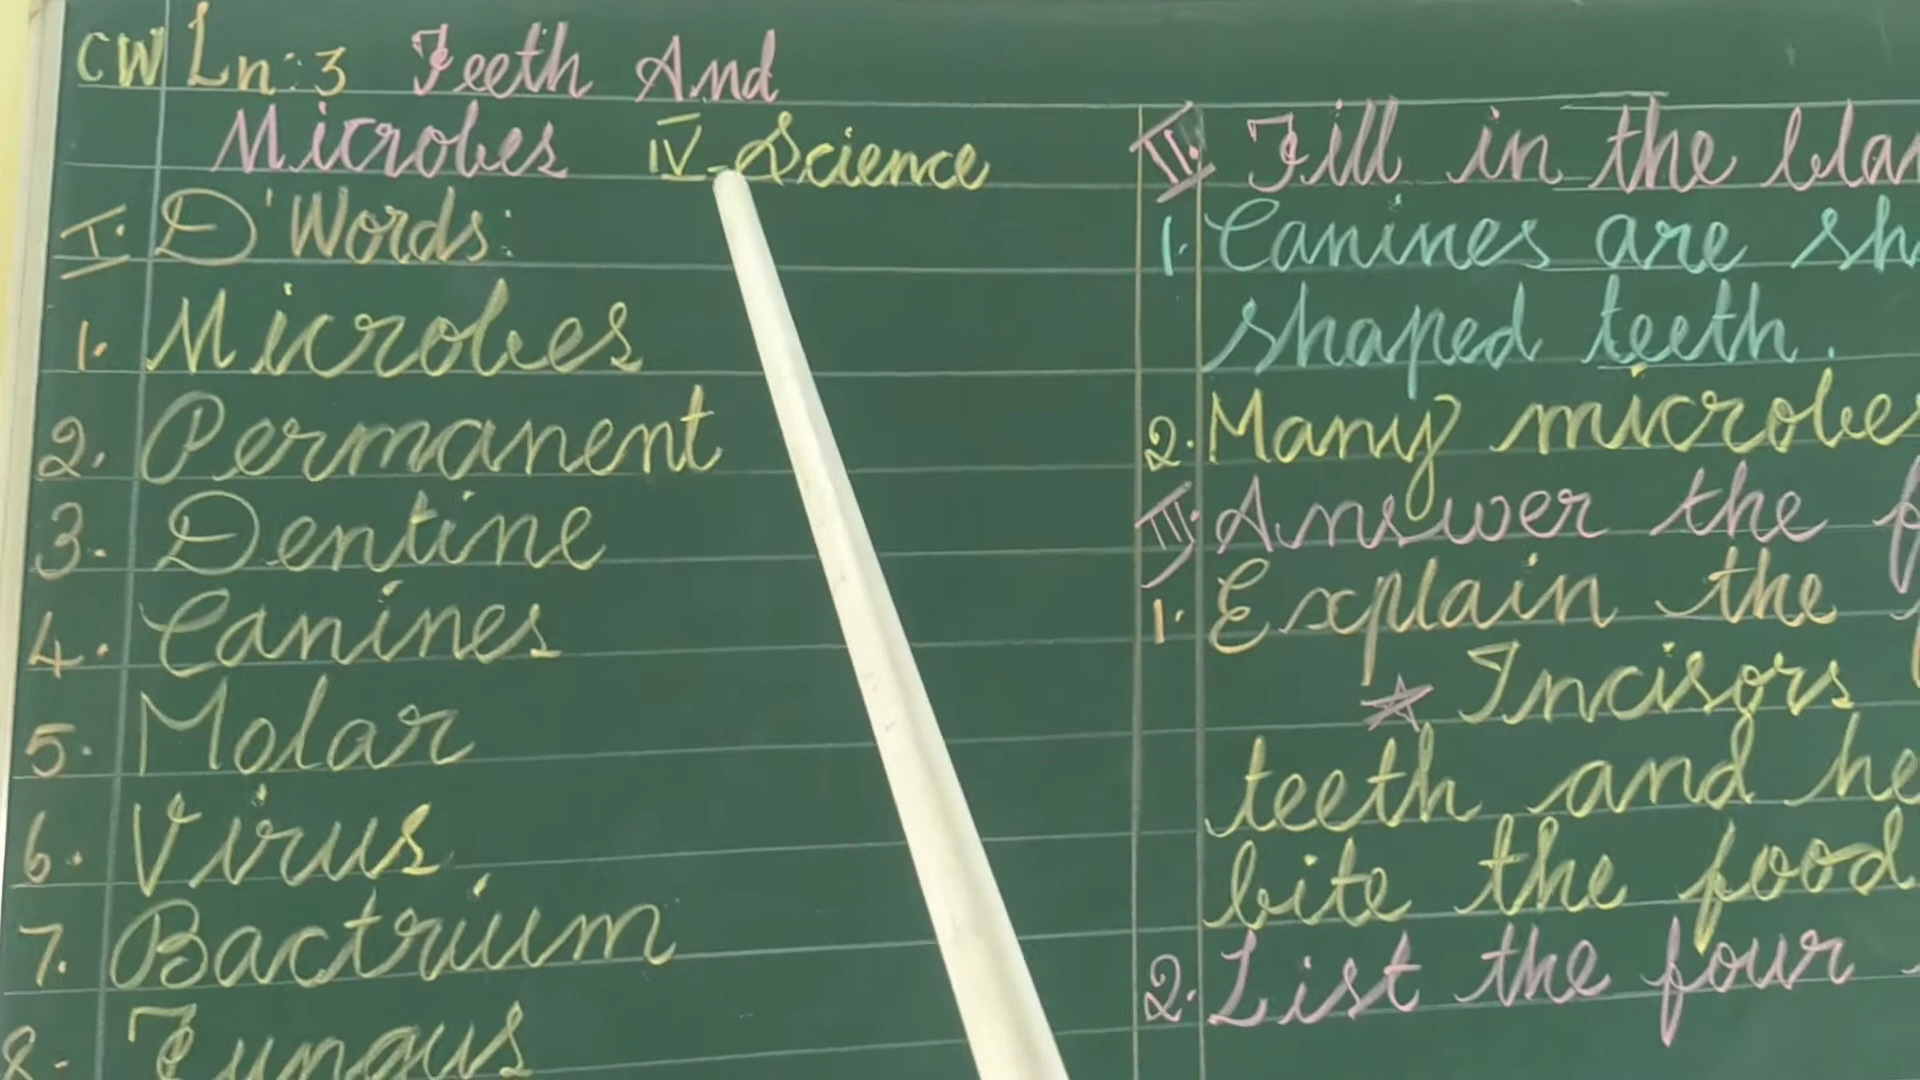 CW Ln: 3 Teeth And
Microbes IV-Science
I. D'Words:
1. Microbes
2. Permanent
3. Dentine
4. Canines
5. Molar
6. Virus
7. Bactrium
8. Fungus
II. Fill in the
1. Canines are
shaped teeth.
2. Many
III. Answer the
1. Explain the
☆ Incisors
teeth and
bite the food
2. List the four